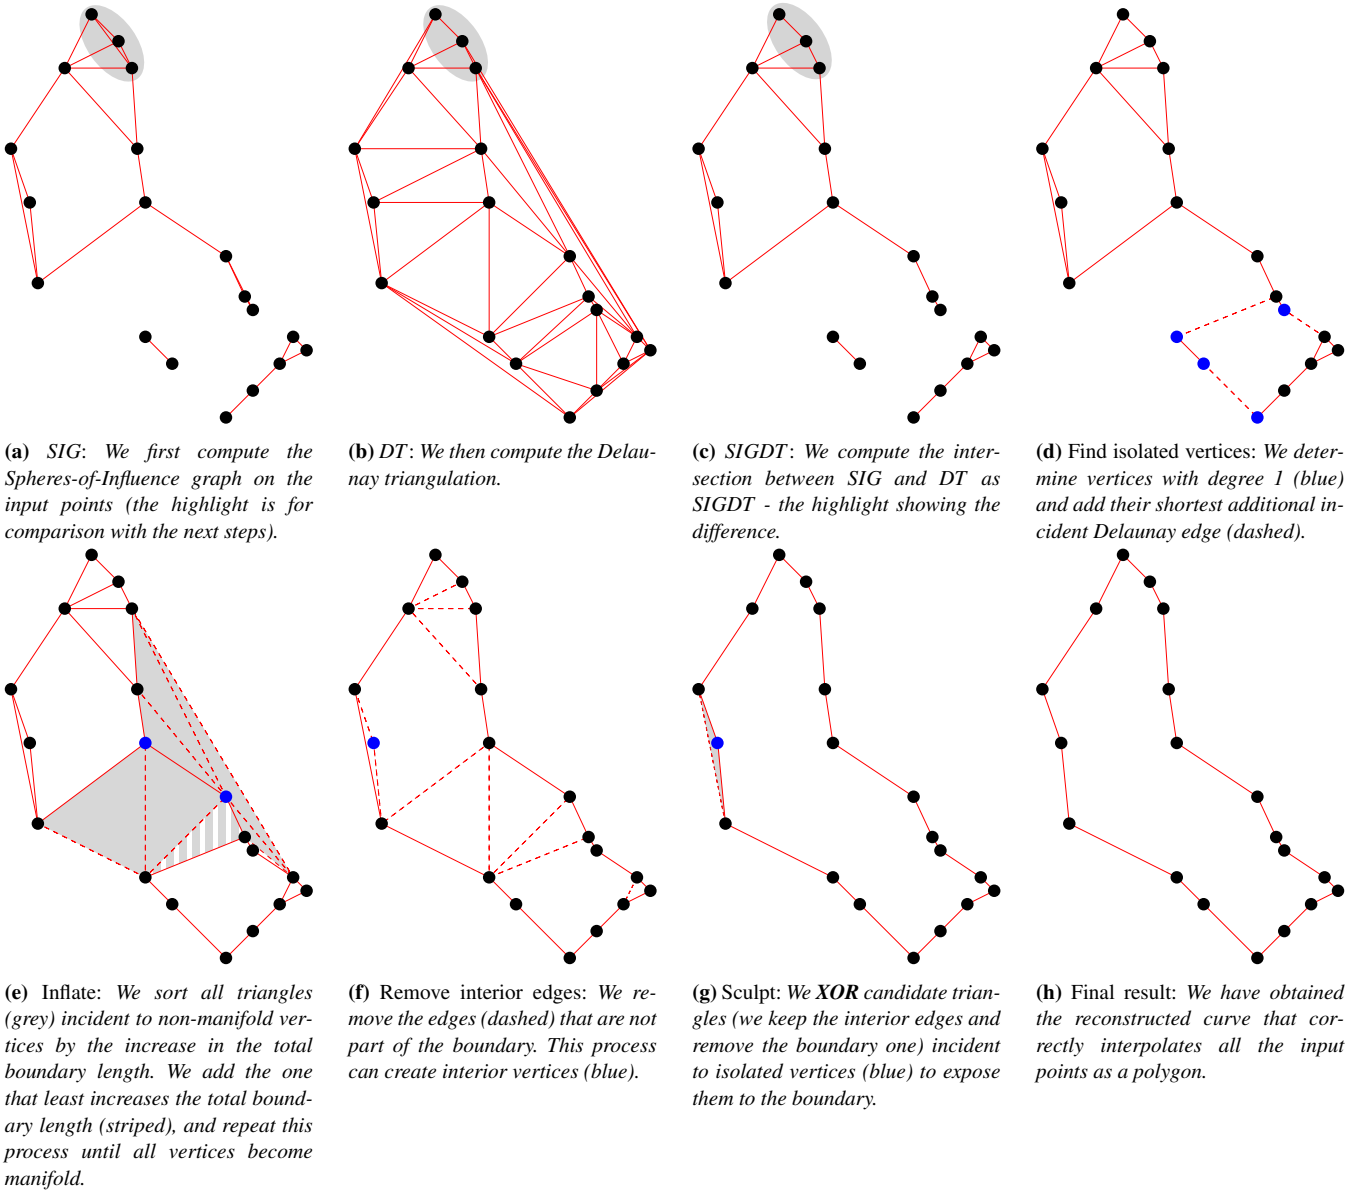 (a) SIG: We first compute the
Spheres-of-Influence graph on the
input points (the highlight is for
comparison with the next steps).
(b) DT: We then compute the Delau-
nay triangulation.
(c) SIGDT: We compute the inter-
section between SIG and DT as
SIGDT - the highlight showing the
difference.
(d) Find isolated vertices: We deter-
mine vertices with degree 1 (blue)
and add their shortest additional in-
cident Delaunay edge (dashed).
(e) Inflate: We sort all triangles
(grey) incident to non-manifold ver-
tices by the increase in the total
boundary length. We add the one
that least increases the total bound-
ary length (striped), and repeat this
process until all vertices become
manifold.
(f) Remove interior edges: We re-
move the edges (dashed) that are not
part of the boundary. This process
can create interior vertices (blue).
(g) Sculpt: We XOR candidate trian-
gles (we keep the interior edges and
remove the boundary one) incident
to isolated vertices (blue) to expose
them to the boundary.
(h) Final result: We have obtained
the reconstructed curve that cor-
rectly interpolates all the input
points as a polygon.